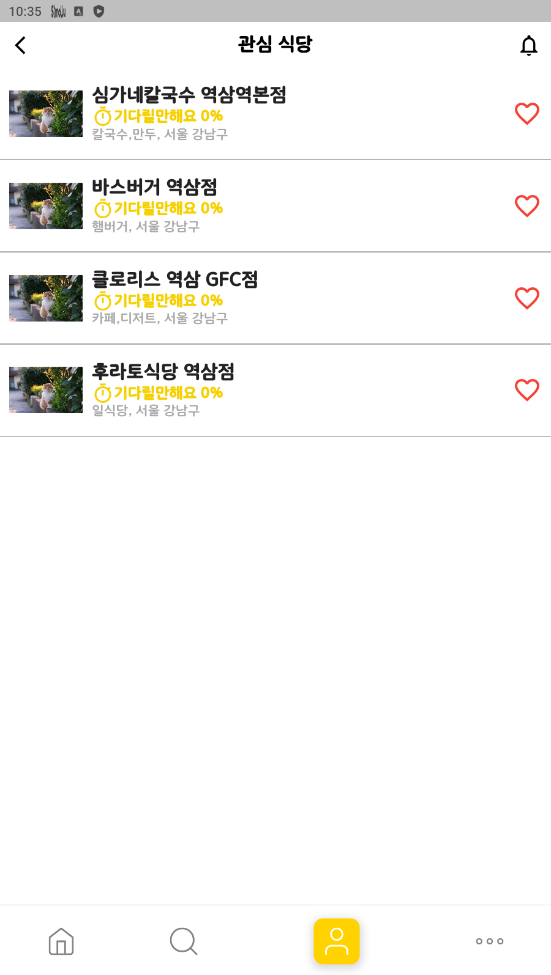 10:35
관심 식당
심가네칼국수 역삼역본점
기다릴만해요 0%
칼국수,만두, 서울 강남구
바스버거 역삼점
기다릴만해요 0%
햄버거, 서울 강남구
클로리스 역삼 GFC점
기다릴만해요 0%
카페,디저트, 서울 강남구
후라토식당 역삼점
기다릴만해요 0%
일식당, 서울 강남구